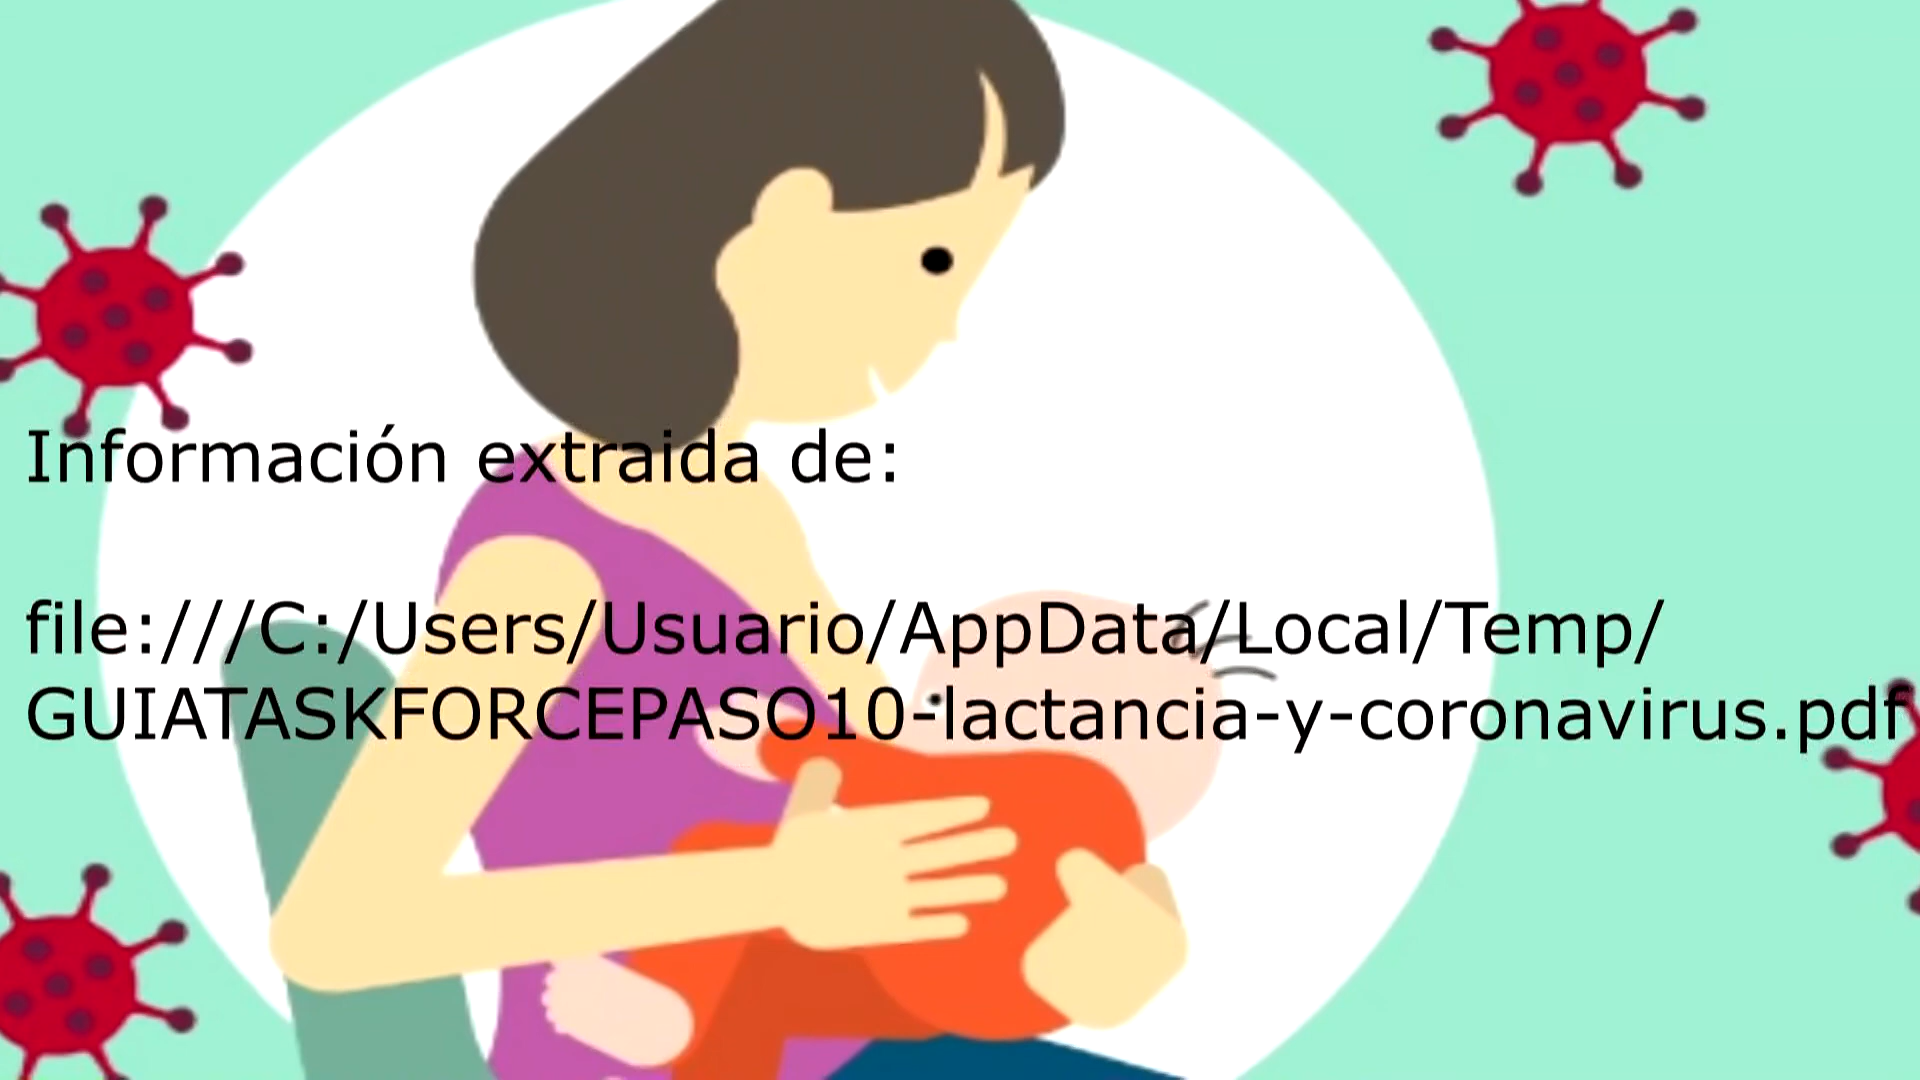 Información extraida de:
file:///C:/Users/Usuario/AppData/Local/Temp/
GUIATASKFORCEPASO10-lactancia-y-coronavirus.pdf